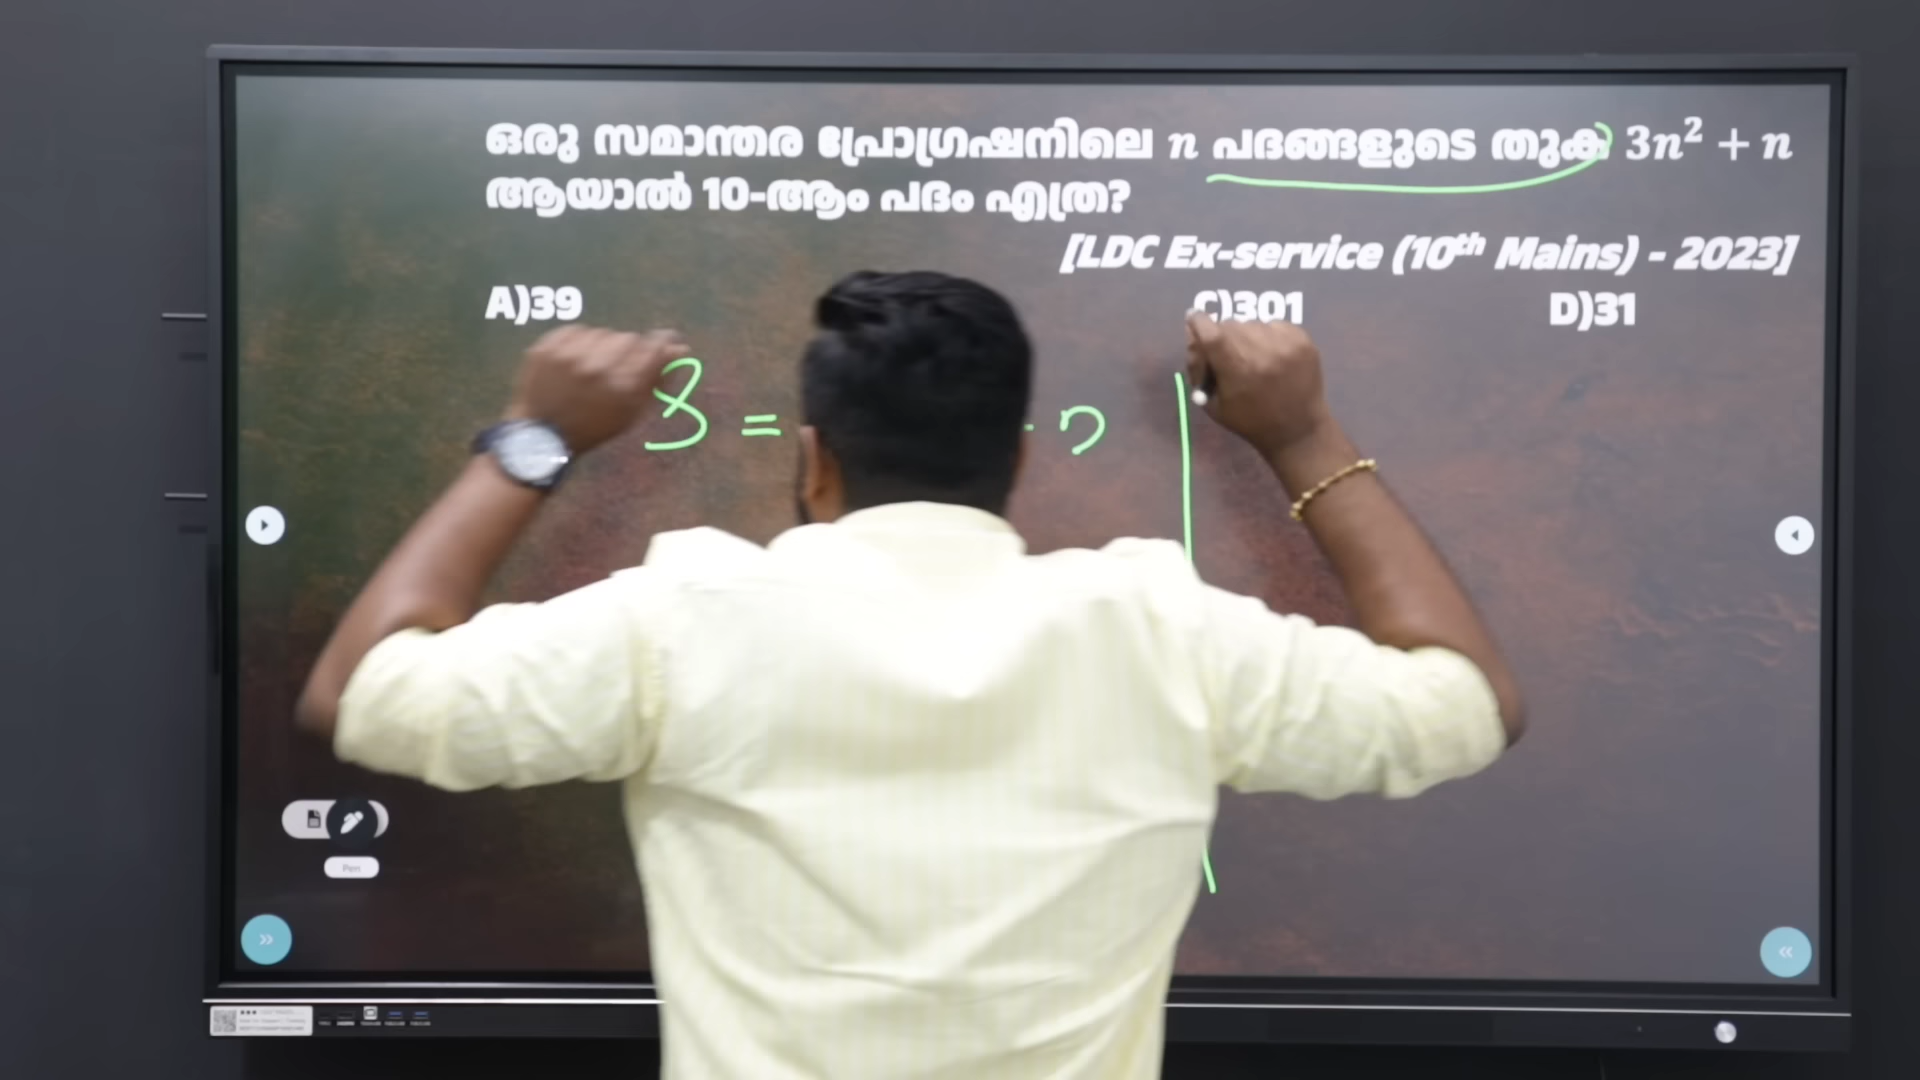 ഒരു സമാന്തര പ്രോഗ്രഷനിലെ n പദങ്ങളുടെ തുക 3n² + n
ആയാൽ 10-ആം പദം എത്ര?
[LDC Ex-service (10th Mains) - 2023]
A)39 C)301 D)31
= n
Pen